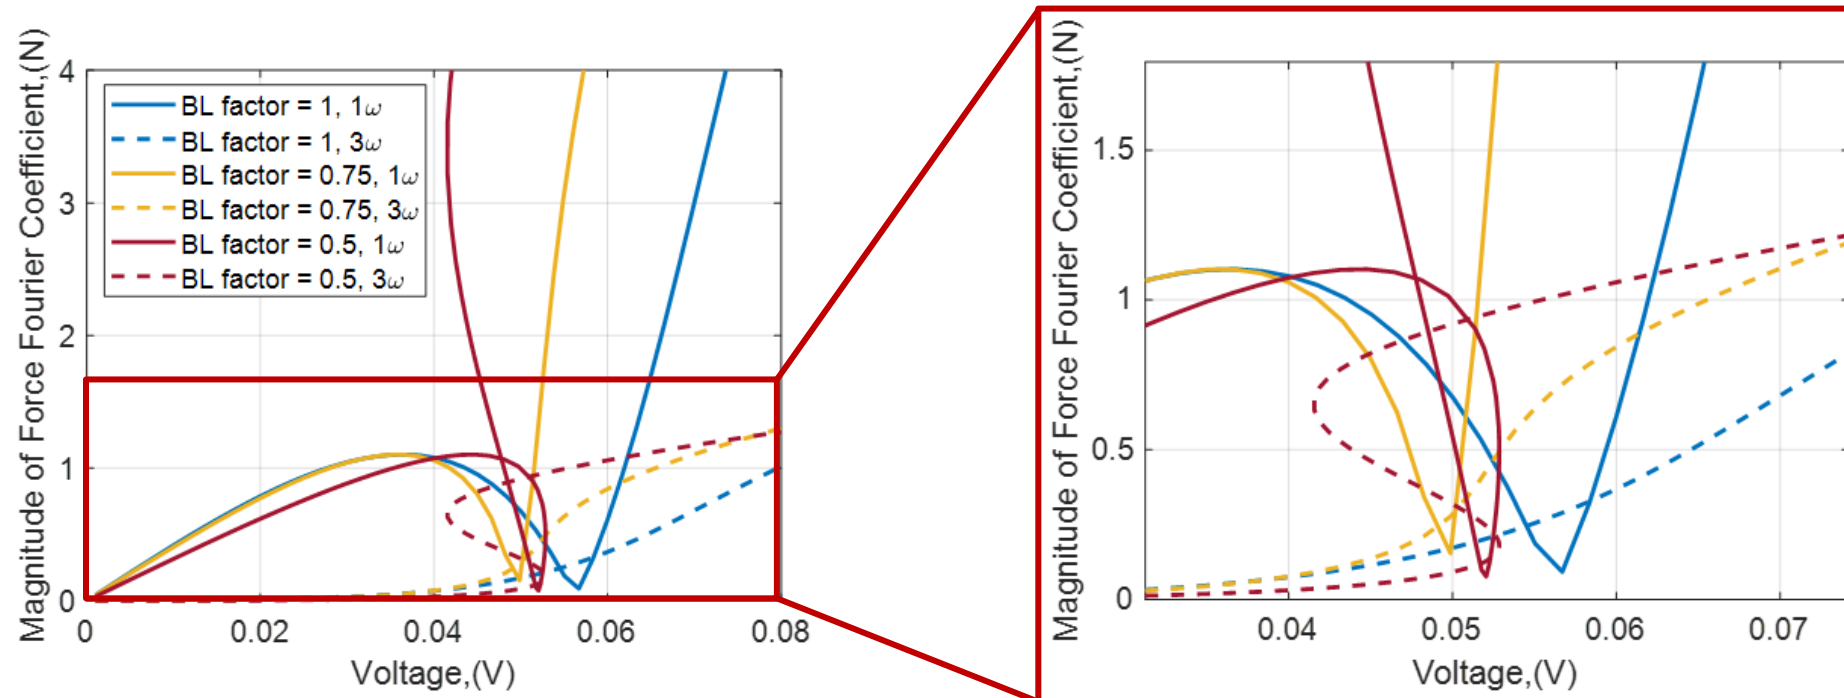 Magnitude of Force Fourier Coefficient,(N)
4
3
2
1
0
BL factor = 1, 1ω
BL factor = 1, 3ω
BL factor = 0.75, 1ω
BL factor = 0.75, 3ω
BL factor = 0.5, 1ω
BL factor = 0.5, 3ω
0 0.02 0.04 0.06 0.08
Voltage,(V)
Magnitude of Force Fourier Coefficient,(N)
1.5
1
0.5
0
0.04 0.05 0.06 0.07
Voltage,(V)